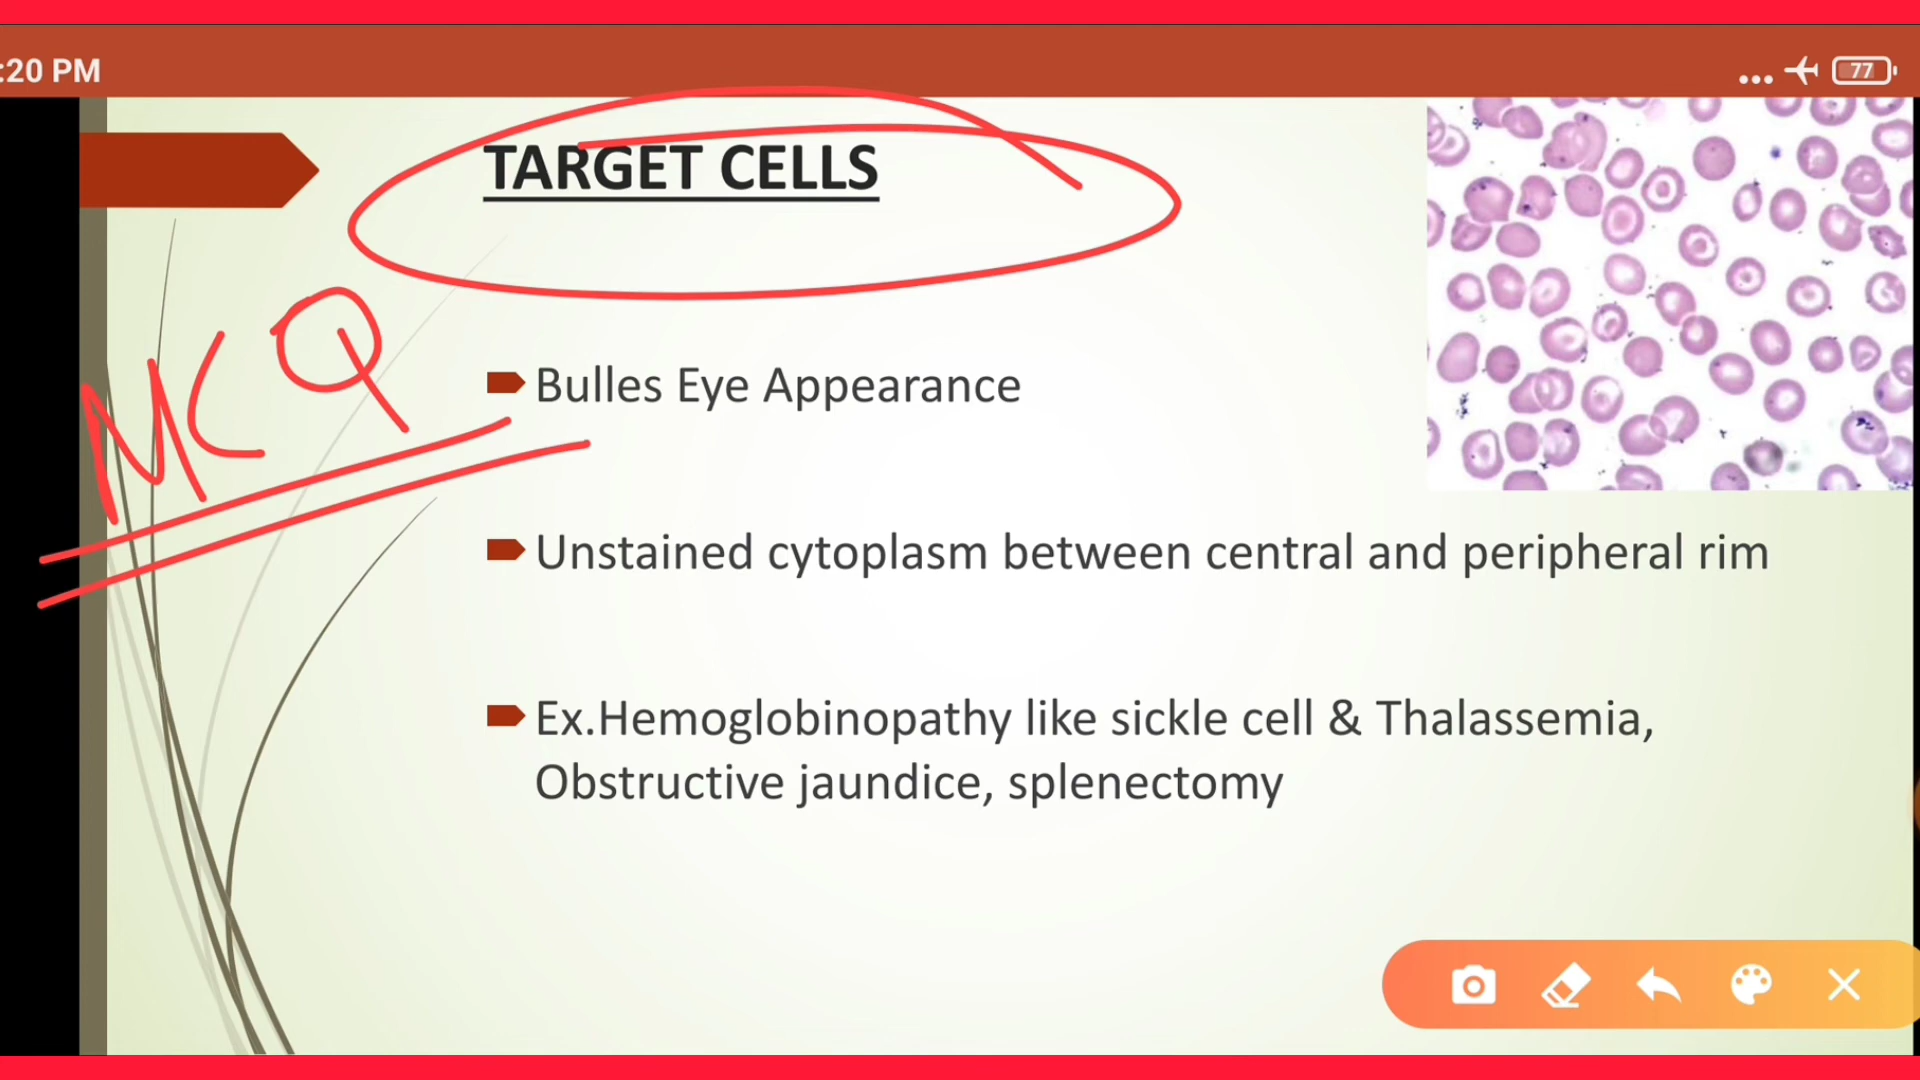 :20 PM
77
TARGET CELLS
MCQ
Bulles Eye Appearance
Unstained cytoplasm between central and peripheral rim
Ex.Hemoglobinopathy like sickle cell & Thalassemia,
Obstructive jaundice, splenectomy